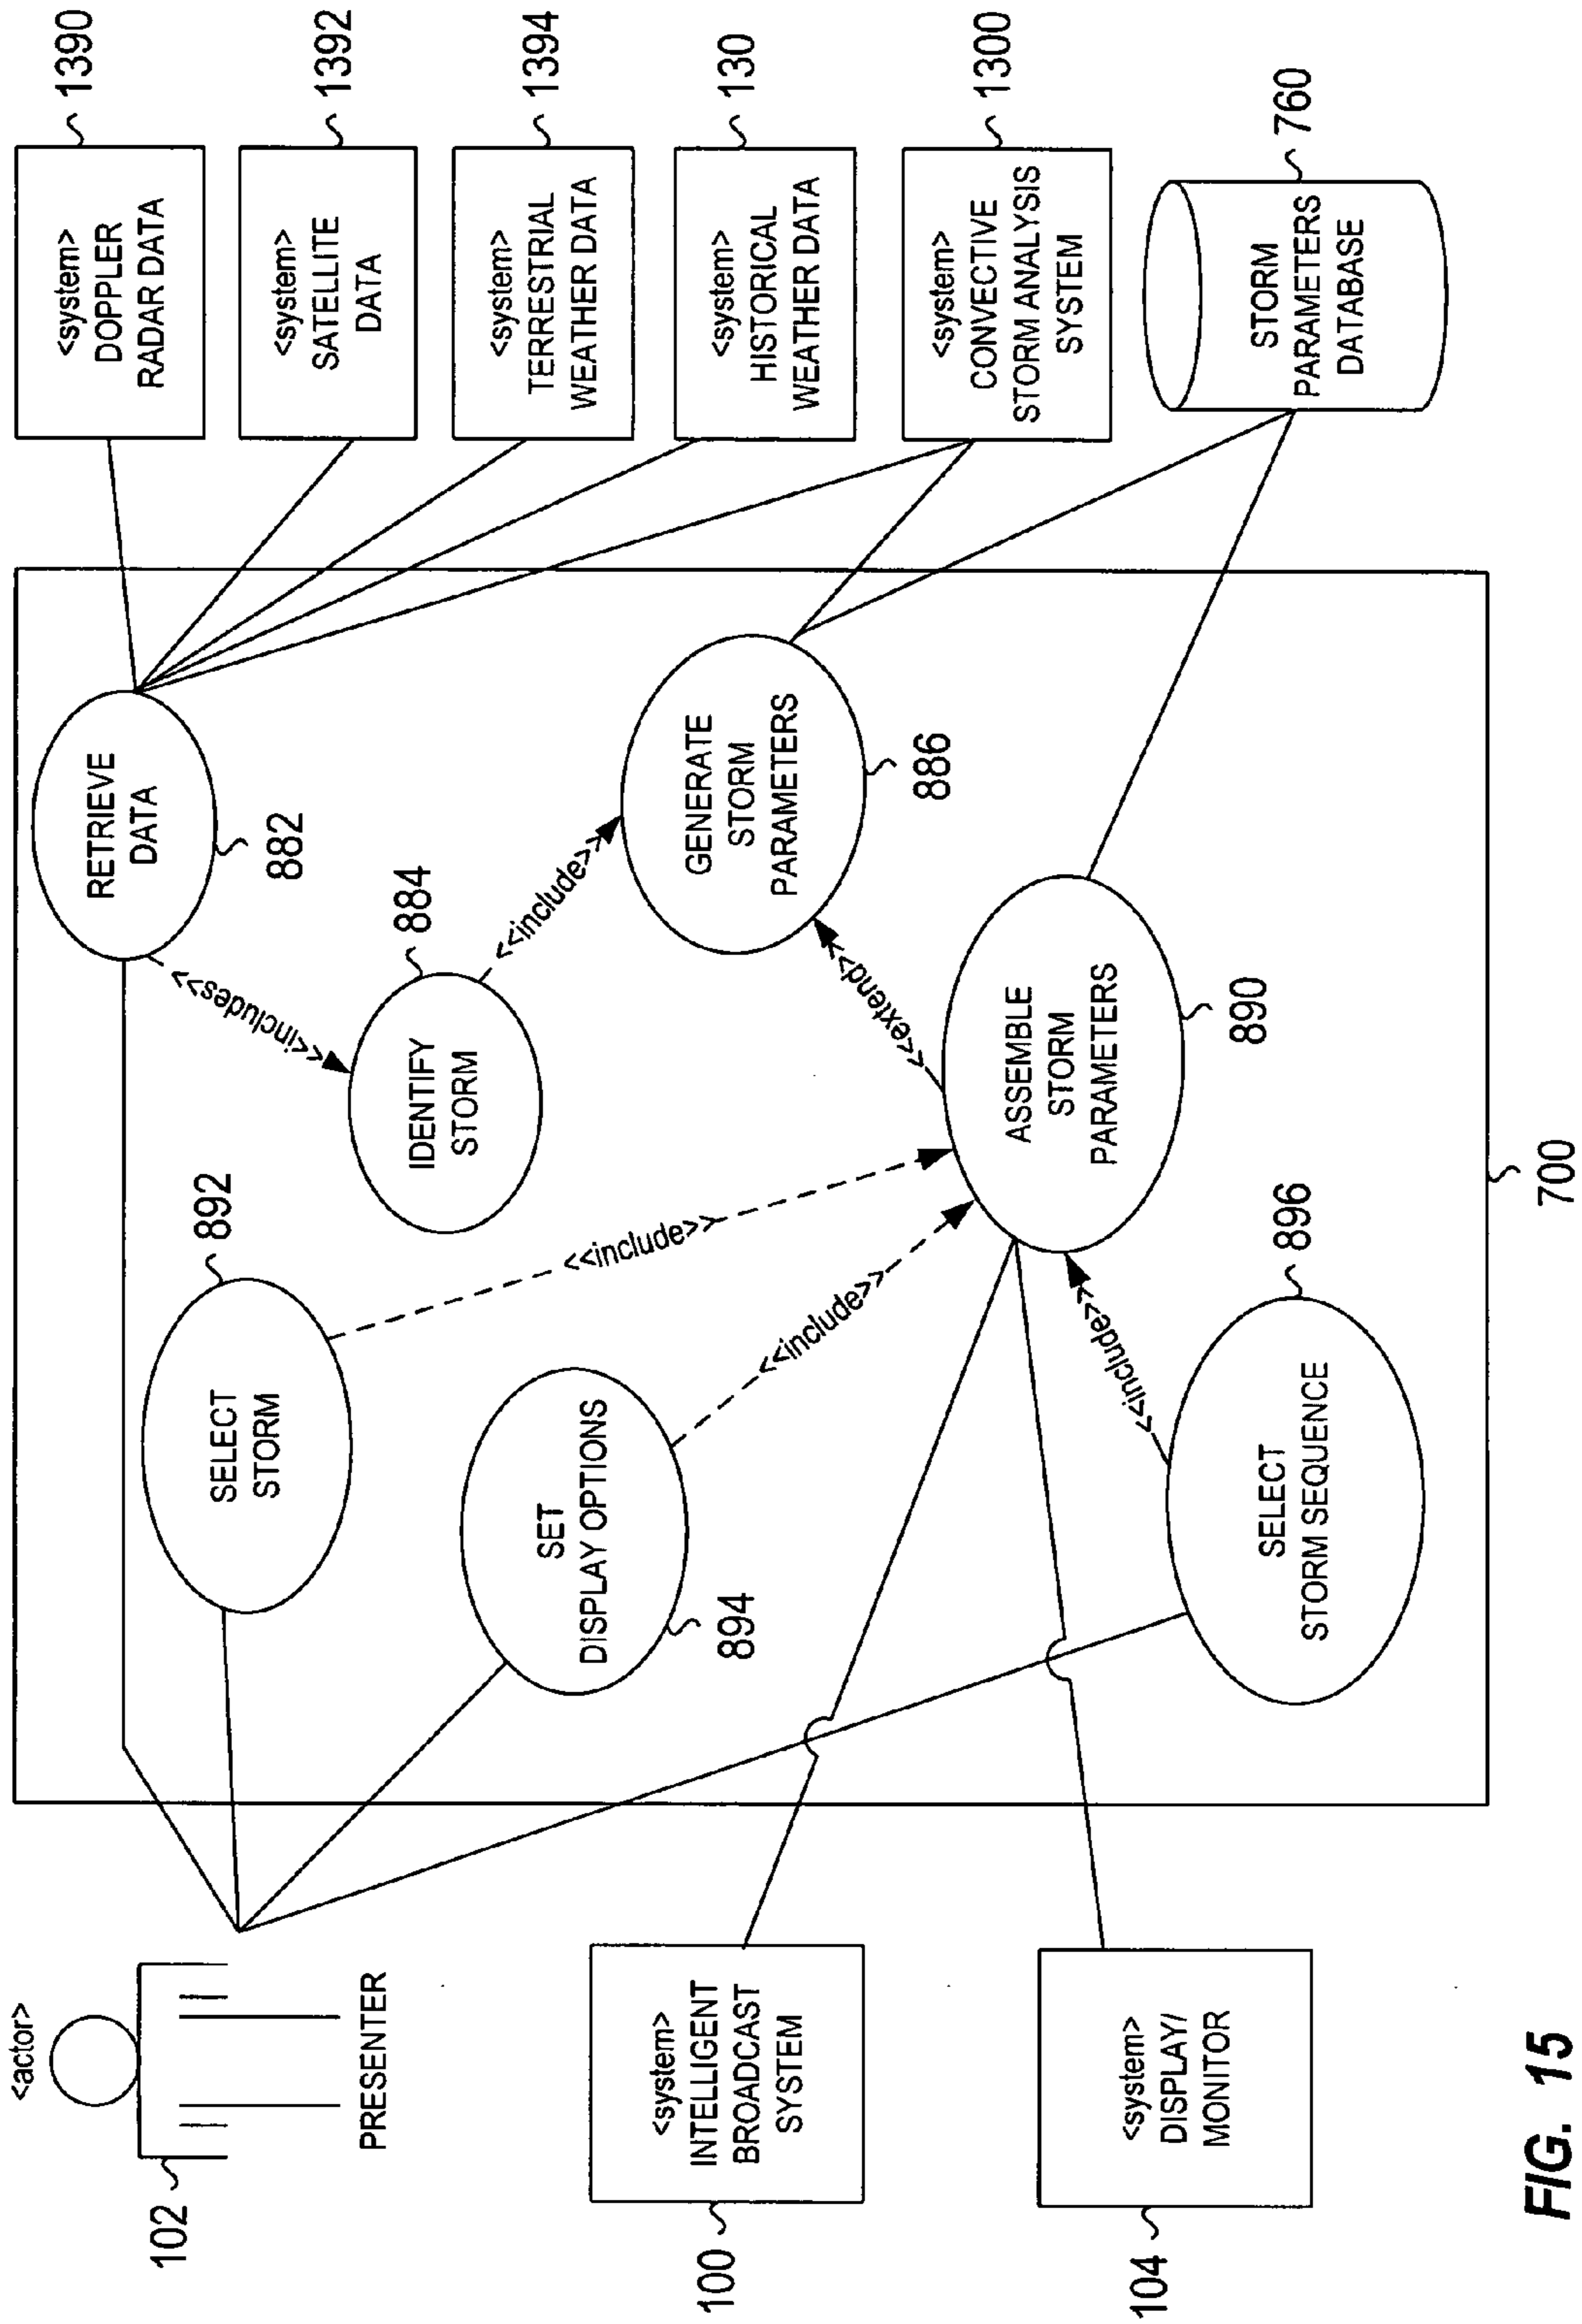 <actor>
102
PRESENTER
<system>
INTELLIGENT
BROADCAST
SYSTEM
100
<system>
DISPLAY/
MONITOR
104
RETRIEVE
DATA
882
<<includes>>
IDENTIFY
STORM
884
<<include>>
GENERATE
STORM
PARAMETERS
886
<<extend>>
ASSEMBLE
STORM
PARAMETERS
890
SELECT
STORM
892
<<include>>
SET
DISPLAY OPTIONS
894
<<include>>
SELECT
STORM SEQUENCE
896
<<include>>
700
<system>
DOPPLER
RADAR DATA
1390
<system>
SATELLITE
DATA
1392
<system>
TERRESTRIAL
WEATHER DATA
1394
<system>
HISTORICAL
WEATHER DATA
130
<system>
CONVECTIVE
STORM ANALYSIS
SYSTEM
1300
STORM
PARAMETERS
DATABASE
760
FIG. 15